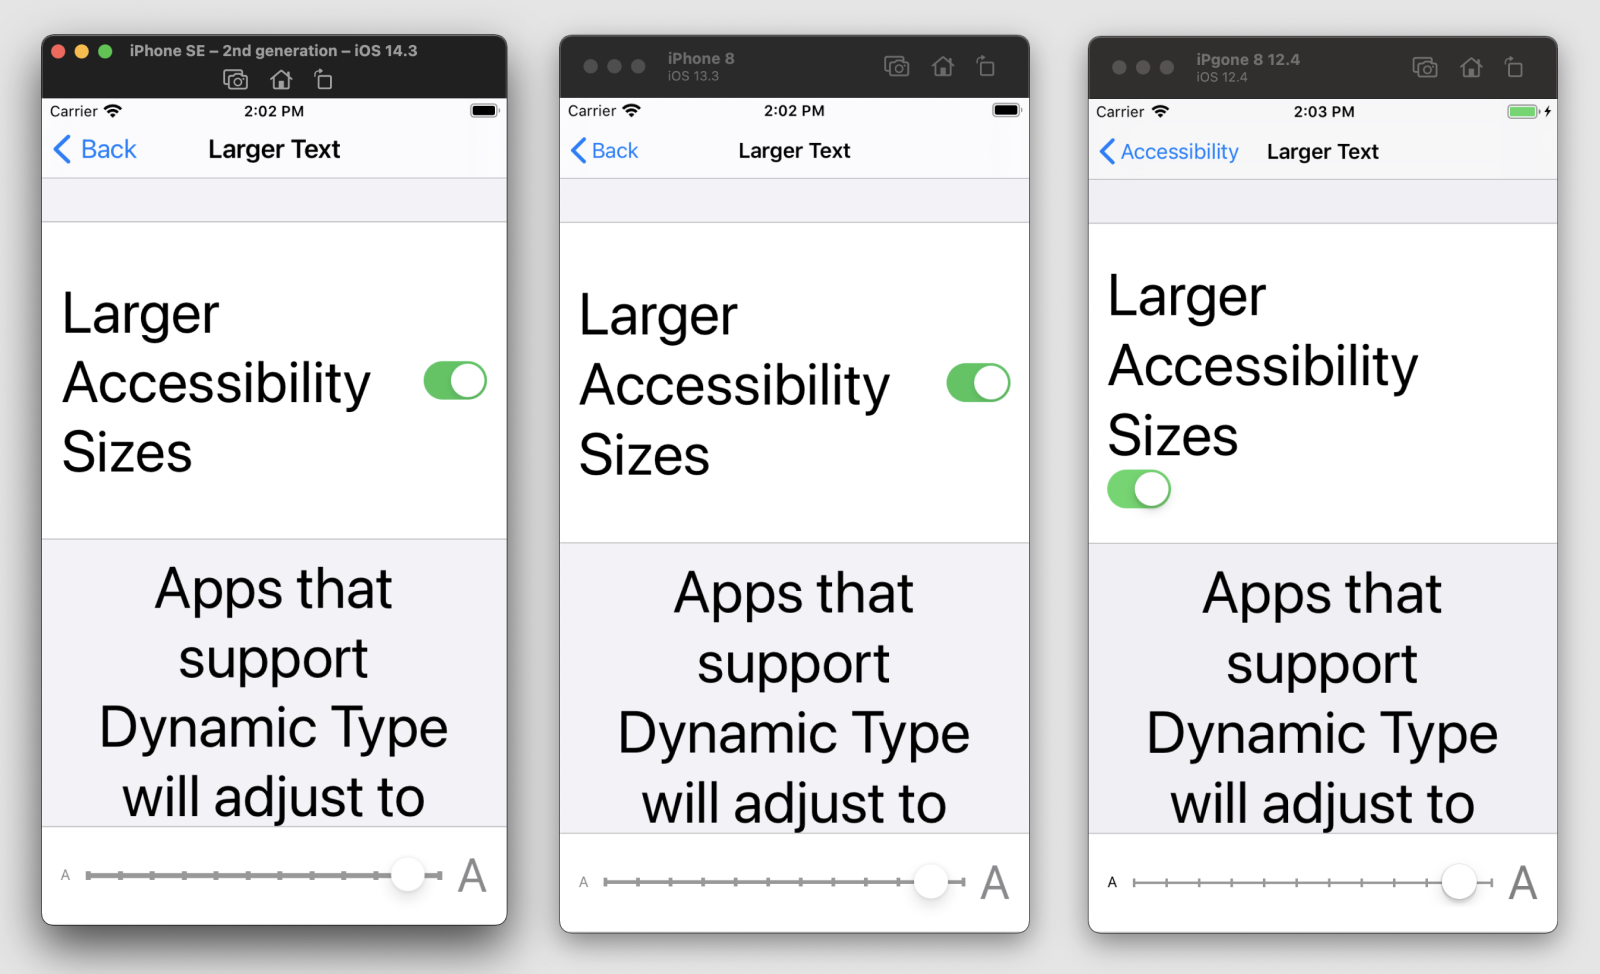 iPhone SE – 2nd generation – iOS 14.3
Carrier
2:02 PM
Back
Larger Text
Larger
Accessibility
Sizes
Apps that
support
Dynamic Type
will adjust to
A
A
iPhone 8
iOS 13.3
Carrier
2:02 PM
Back
Larger Text
Larger
Accessibility
Sizes
Apps that
support
Dynamic Type
will adjust to
A
A
iPgone 8 12.4
iOS 12.4
Carrier
2:03 PM
Accessibility
Larger Text
Larger
Accessibility
Sizes
Apps that
support
Dynamic Type
will adjust to
A
A